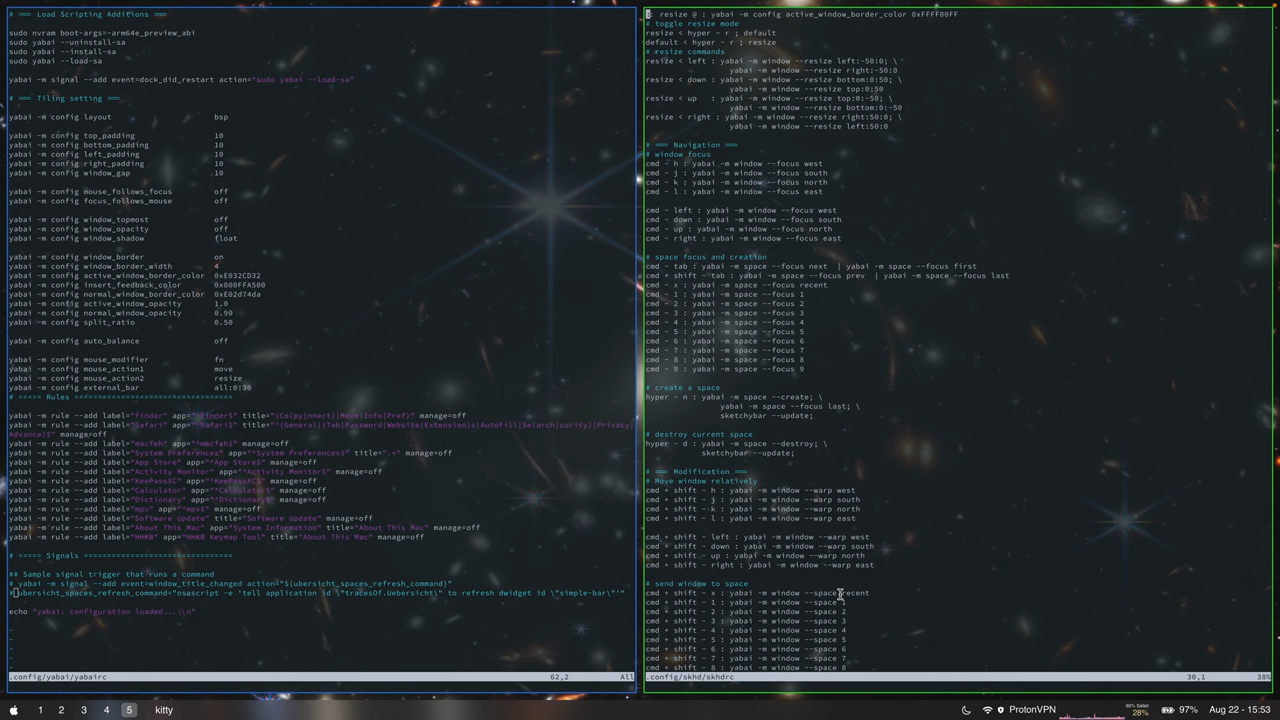 # ═══ Load Scripting Additions ═══
sudo nvram boot-args=-arm64e_preview_abi
sudo yabai --uninstall-sa
sudo yabai --install-sa
sudo yabai --load-sa
yabai -m signal --add event=dock_did_restart action="sudo yabai --load-sa"
# ═══ Tiling setting ═══
yabai -m config layout bsp
yabai -m config top_padding 10
yabai -m config bottom_padding 10
yabai -m config left_padding 10
yabai -m config right_padding 10
yabai -m config window_gap 10
yabai -m config mouse_follows_focus off
yabai -m config focus_follows_mouse off
yabai -m config window_topmost off
yabai -m config window_opacity off
yabai -m config window_shadow float
yabai -m config window_border on
yabai -m config window_border_width 4
yabai -m config active_window_border_color 0xE032CD32
yabai -m config insert_feedback_color 0x000FFA500
yabai -m config normal_window_border_color 0xE02d74da
yabai -m config active_window_opacity 1.0
yabai -m config normal_window_opacity 0.90
yabai -m config split_ratio 0.50
yabai -m config auto_balance off
yabai -m config mouse_modifier fn
yabai -m config mouse_action1 move
yabai -m config mouse_action2 resize
yabai -m config external_bar all:0:30
# ===== Rules ==================================
yabai -m rule --add label="Finder" app="^Finder$" title="(Co(py|nnect)|Move|Info|Pref)" manage=off
yabai -m rule --add label="Safari" app="^Safari$" title="^(General|(Tab|Password|Website|Extension)s|AutoFill|Se(arch|curity)|Privacy|
Advance)$" manage=off
yabai -m rule --add label="macfeh" app="^macfeh$" manage=off
yabai -m rule --add label="System Preferences" app="^System Preferences$" title=".*" manage=off
yabai -m rule --add label="App Store" app="^App Store$" manage=off
yabai -m rule --add label="Activity Monitor" app="^Activity Monitor$" manage=off
yabai -m rule --add label="KeePassXC" app="^KeePassXC$" manage=off
yabai -m rule --add label="Calculator" app="^Calculator$" manage=off
yabai -m rule --add label="Dictionary" app="^Dictionary$" manage=off
yabai -m rule --add label="mpv" app="^mpv$" manage=off
yabai -m rule --add label="Software Update" title="Software Update" manage=off
yabai -m rule --add label="About This Mac" app="System Information" title="About This Mac" manage=off
yabai -m rule --add label="HHKB" app="HHKB Keymap Tool" title="About This Mac" manage=off
# ===== Signals ================================
## Sample signal trigger that runs a command
# yabai -m signal --add event=window_title_changed action="${ubersicht_spaces_refresh_command}"
#ubersicht_spaces_refresh_command="osascript -e 'tell application id \"tracesOf.Uebersicht\" to refresh dwidget id \"simple-bar\"'"
echo "yabai: configuration loaded...\\n"
~
~
~
~
.config/yabai/yabairc 62,2 All
:: resize @ : yabai -m config active_window_border_color 0xFFFF00FF
# toggle resize mode
resize < hyper - r ; default
default < hyper - r ; resize
# resize commands
resize < left : yabai -m window --resize left:-50:0; \
yabai -m window --resize right:-50:0
resize < down : yabai -m window --resize bottom:0:50; \
yabai -m window --resize top:0:50
resize < up : yabai -m window --resize top:0:-50; \
yabai -m window --resize bottom:0:-50
resize < right : yabai -m window --resize right:50:0; \
yabai -m window --resize left:50:0
# ═══ Navigation ═══
# window focus
cmd - h : yabai -m window --focus west
cmd - j : yabai -m window --focus south
cmd - k : yabai -m window --focus north
cmd - l : yabai -m window --focus east
cmd - left : yabai -m window --focus west
cmd - down : yabai -m window --focus south
cmd - up : yabai -m window --focus north
cmd - right : yabai -m window --focus east
# space focus and creation
cmd - tab : yabai -m space --focus next | yabai -m space --focus first
cmd + shift - tab : yabai -m space --focus prev | yabai -m space --focus last
cmd - x : yabai -m space --focus recent
cmd - 1 : yabai -m space --focus 1
cmd - 2 : yabai -m space --focus 2
cmd - 3 : yabai -m space --focus 3
cmd - 4 : yabai -m space --focus 4
cmd - 5 : yabai -m space --focus 5
cmd - 6 : yabai -m space --focus 6
cmd - 7 : yabai -m space --focus 7
cmd - 8 : yabai -m space --focus 8
cmd - 9 : yabai -m space --focus 9
# create a space
hyper - n : yabai -m space --create; \
yabai -m space --focus last; \
sketchybar --update;
# destroy current space
hyper - d : yabai -m space --destroy; \
sketchybar --update;
# ═══ Modification ═══
# Move window relatively
cmd + shift - h : yabai -m window --warp west
cmd + shift - j : yabai -m window --warp south
cmd + shift - k : yabai -m window --warp north
cmd + shift - l : yabai -m window --warp east
cmd + shift - left : yabai -m window --warp west
cmd + shift - down : yabai -m window --warp south
cmd + shift - up : yabai -m window --warp north
cmd + shift - right : yabai -m window --warp east
# send window to space
cmd + shift - x : yabai -m window --space recent
cmd + shift - 1 : yabai -m window --space 1
cmd + shift - 2 : yabai -m window --space 2
cmd + shift - 3 : yabai -m window --space 3
cmd + shift - 4 : yabai -m window --space 4
cmd + shift - 5 : yabai -m window --space 5
cmd + shift - 6 : yabai -m window --space 6
cmd + shift - 7 : yabai -m window --space 7
cmd + shift - 8 : yabai -m window --space 8
.config/skhd/skhdrc 30,1 38%
1 2 3 4 5 kitty ProtonVPN 80% Safari 28% 97% Aug 22 - 15:53